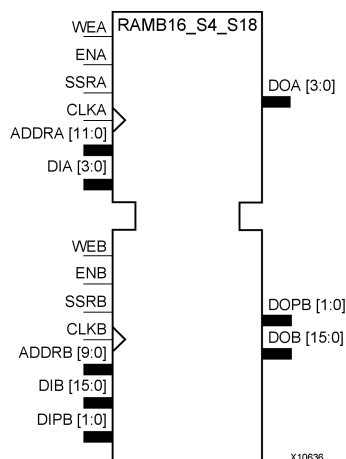 RAMB16_S4_S18
WEA
ENA
SSRA
CLKA
ADDRA [11:0]
DIA [3:0]
DOA [3:0]
WEB
ENB
SSRB
CLKB
ADDRB [9:0]
DIB [15:0]
DIPB [1:0]
DOPB [1:0]
DOB [15:0]
X10636